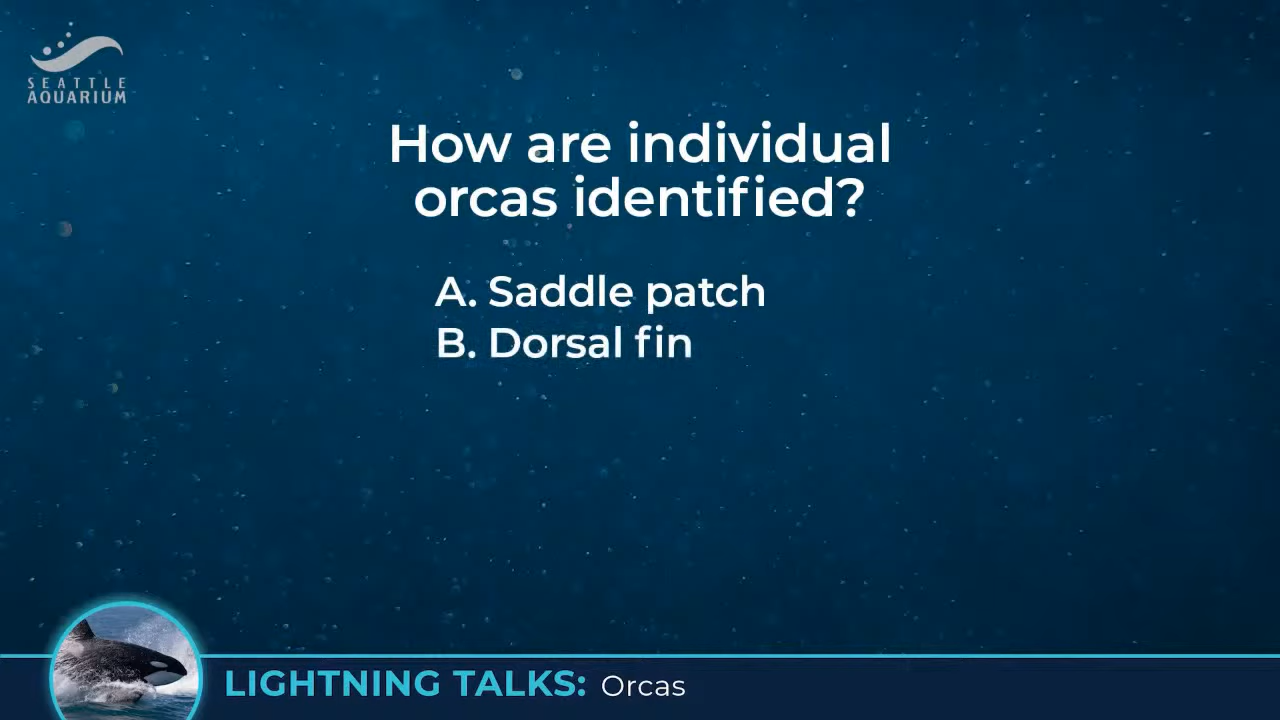 SEATTLE
AQUARIUM
How are individual
orcas identified?
A. Saddle patch
B. Dorsal fin
LIGHTNING TALKS: Orcas